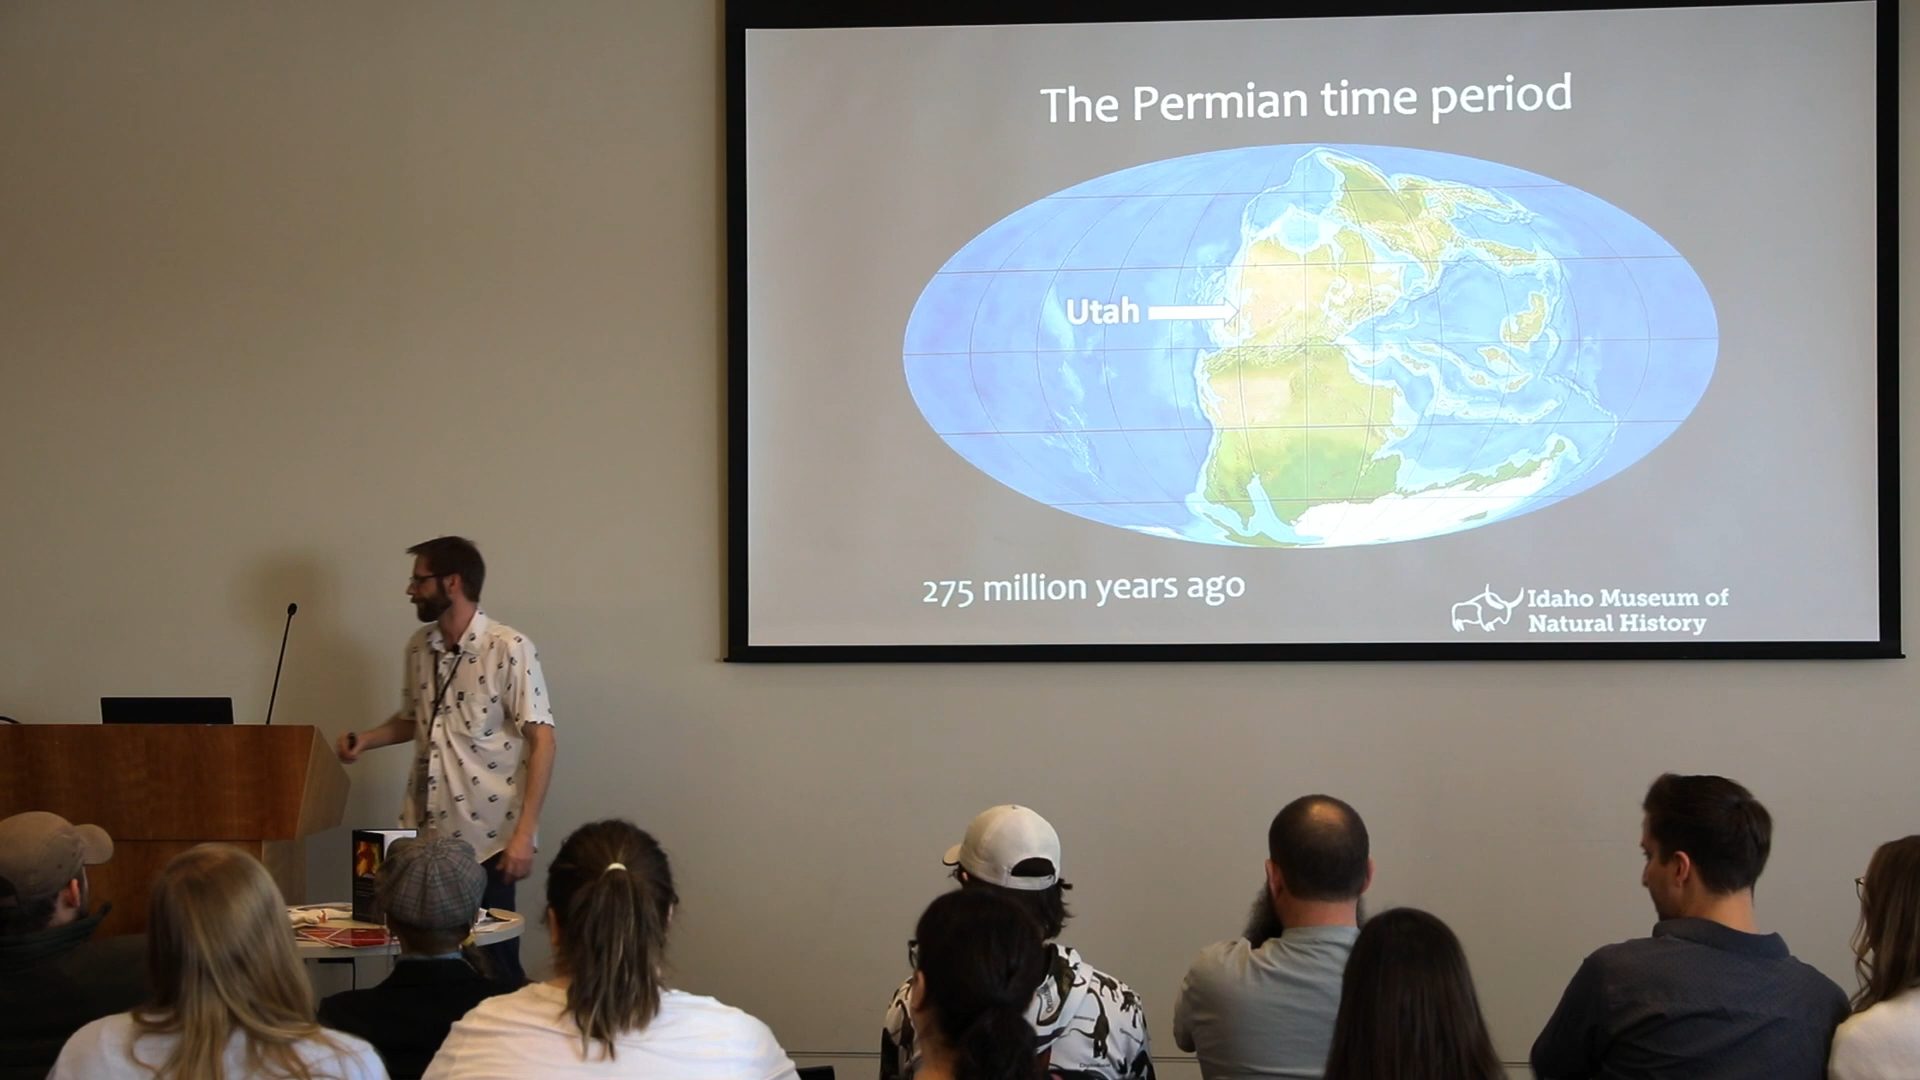 The Permian time period
Utah
275 million years ago
Idaho Museum of
Natural History